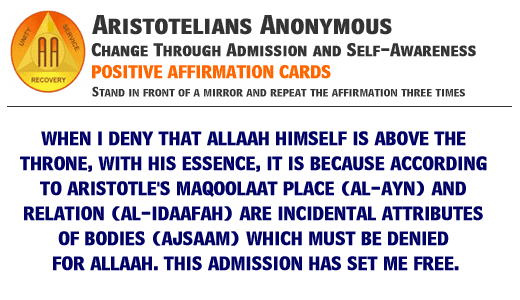 UNITY
SERVICE
AA
RECOVERY
Aristotelians Anonymous
Change Through Admission and Self-Awareness
POSITIVE AFFIRMATION CARDS
Stand in front of a mirror and repeat the affirmation three times
WHEN I DENY THAT ALLAAH HIMSELF IS ABOVE THE
THRONE, WITH HIS ESSENCE, IT IS BECAUSE ACCORDING
TO ARISTOTLE'S MAQOOLAAT PLACE (AL-AYN) AND
RELATION (AL-IDAAFAH) ARE INCIDENTAL ATTRIBUTES
OF BODIES (AJSAAM) WHICH MUST BE DENIED
FOR ALLAAH. THIS ADMISSION HAS SET ME FREE.